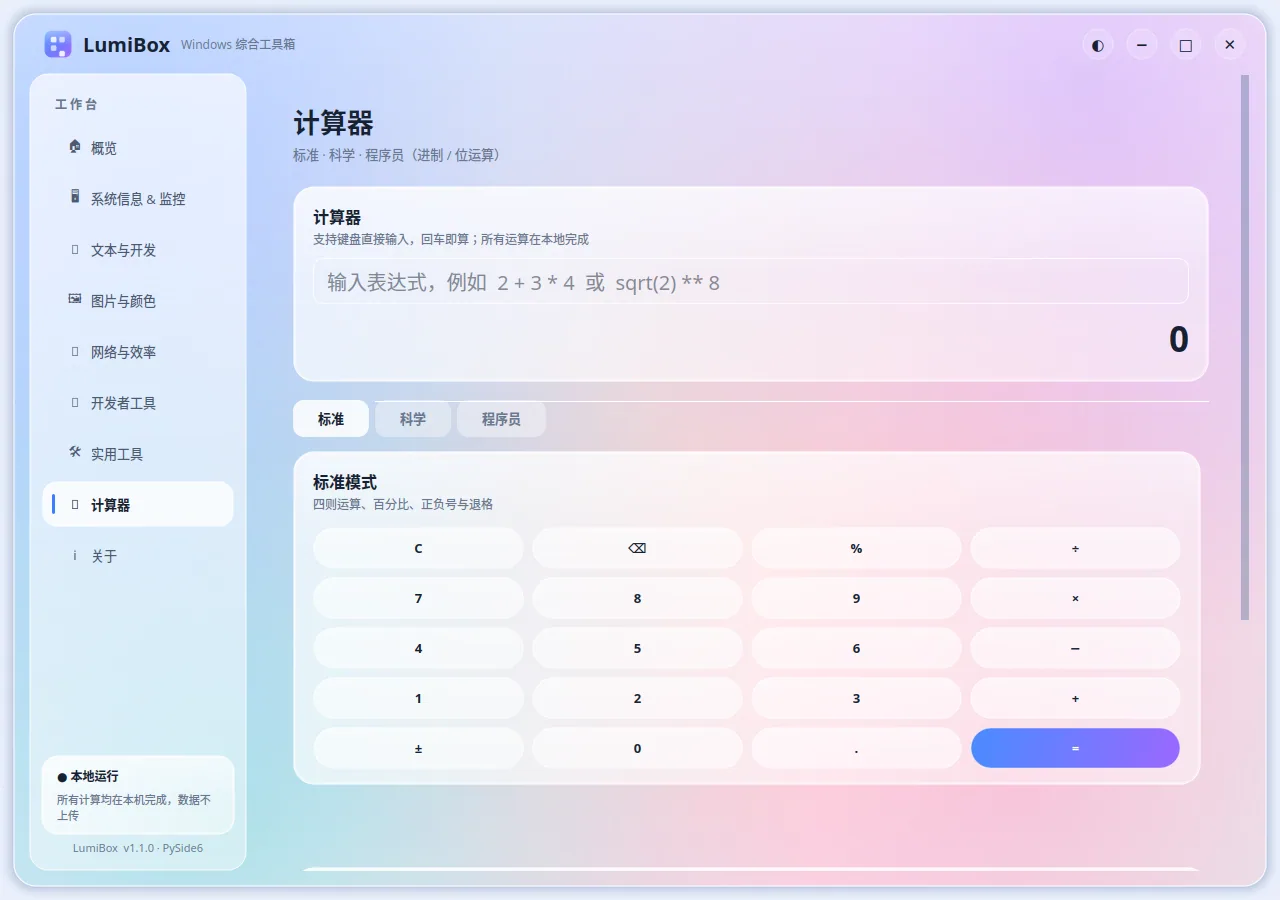 LumiBox Windows 综合工具箱
工作台
概览
系统信息 & 监控
文本与开发
图片与颜色
网络与效率
开发者工具
实用工具
计算器
i 关于
● 本地运行
所有计算均在本机完成，数据不
上传
LumiBox v1.1.0 · PySide6
计算器
标准 · 科学 · 程序员（进制 / 位运算）
计算器
支持键盘直接输入，回车即算；所有运算在本地完成
输入表达式，例如 2 + 3 * 4 或 sqrt(2) ** 8
0
标准 科学 程序员
标准模式
四则运算、百分比、正负号与退格
C ⌫ % ÷
7 8 9 ×
4 5 6 −
1 2 3 +
± 0 . =